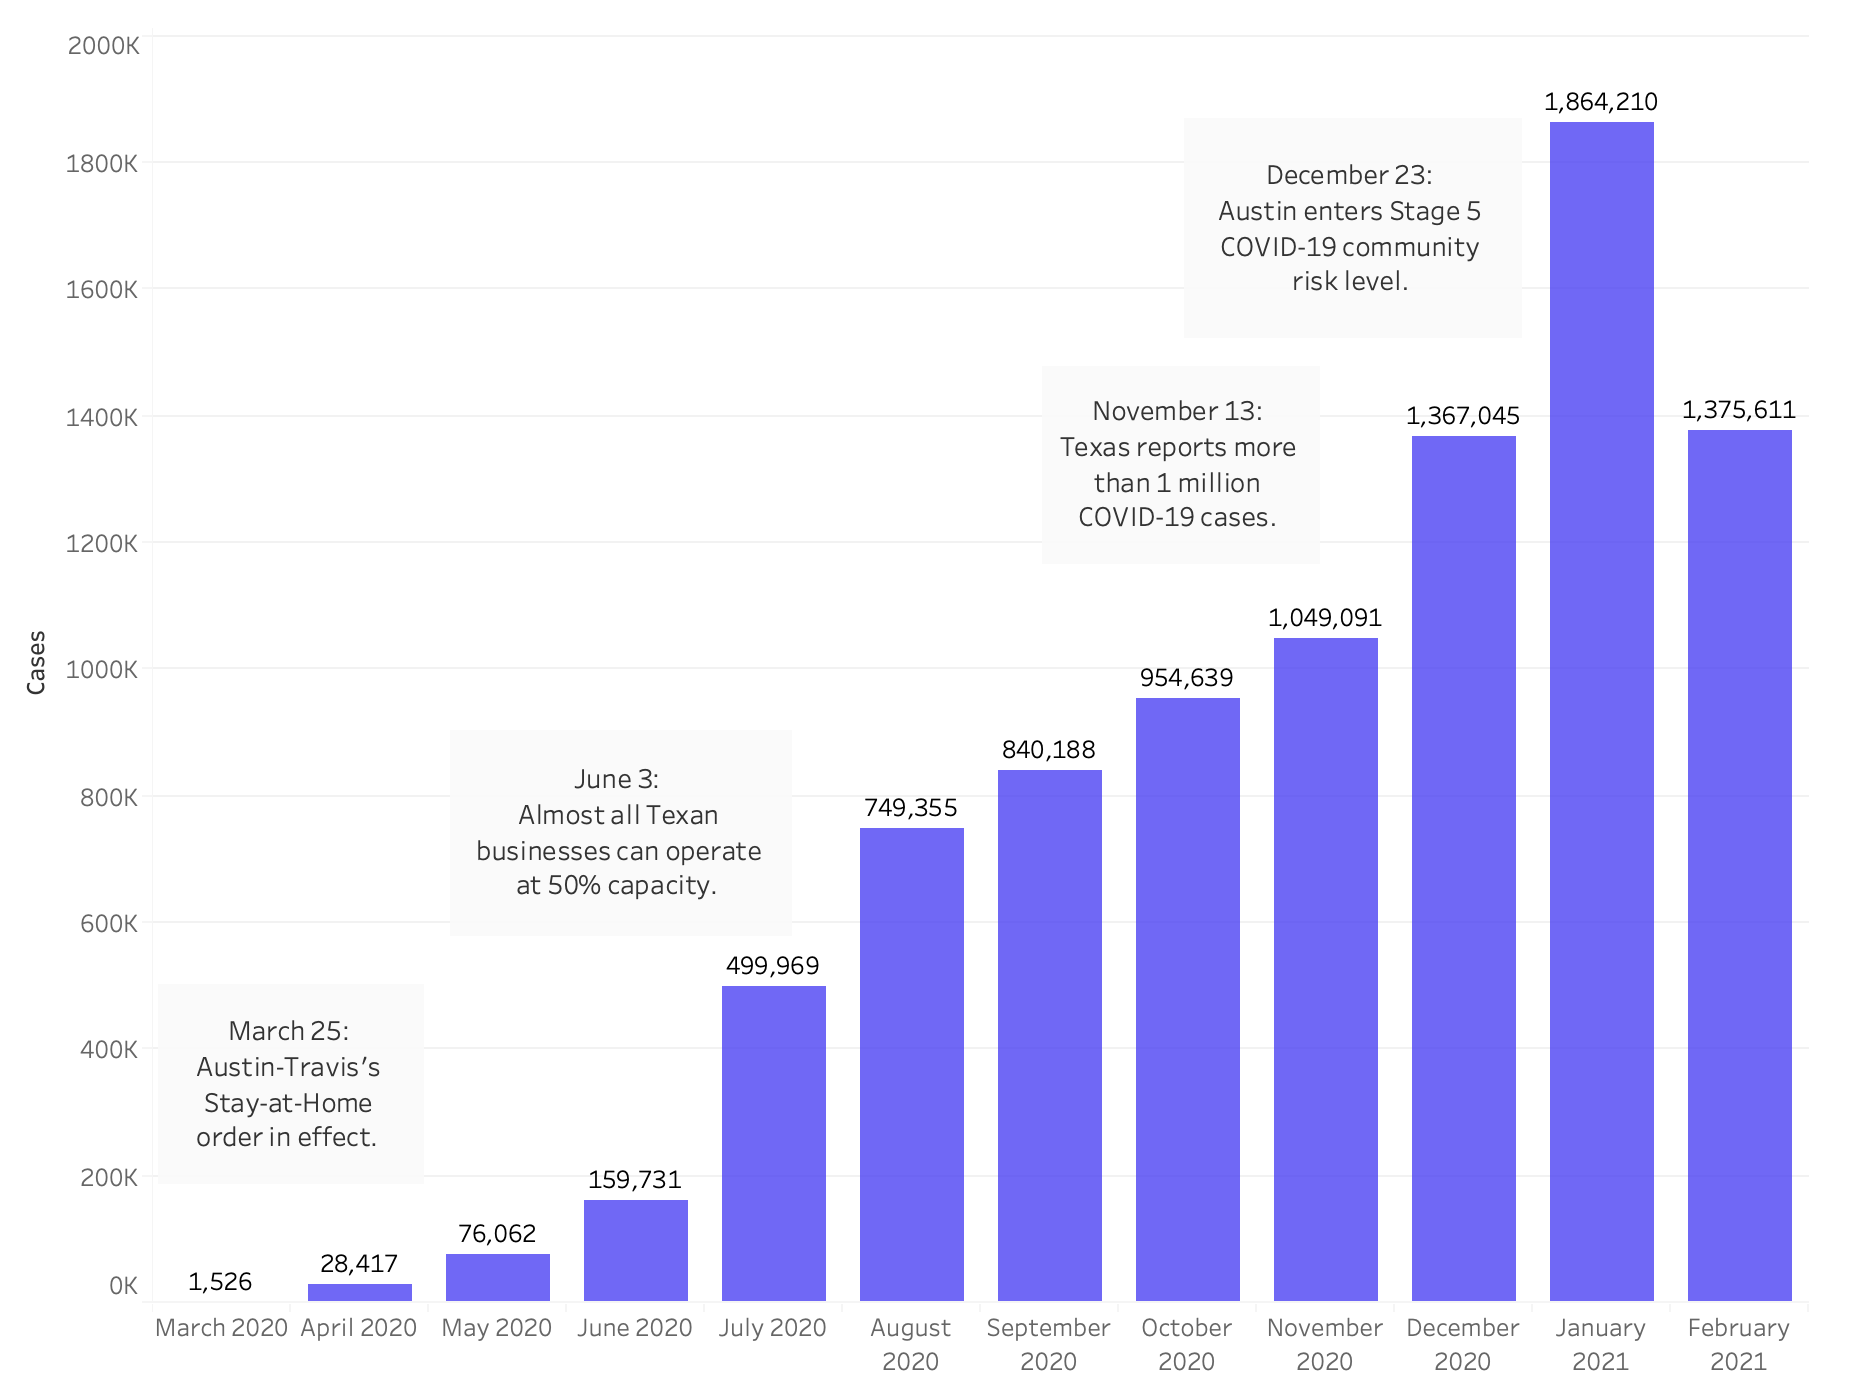 2000K
1800K
1600K
1400K
1200K
1000K
800K
600K
400K
200K
0K
Cases
March 25:
Austin-Travis’s
Stay-at-Home
order in effect.
June 3:
Almost all Texan
businesses can operate
at 50% capacity.
November 13:
Texas reports more
than 1 million
COVID-19 cases.
December 23:
Austin enters Stage 5
COVID-19 community
risk level.
1,526
28,417
76,062
159,731
499,969
749,355
840,188
954,639
1,049,091
1,367,045
1,864,210
1,375,611
March 2020
April 2020
May 2020
June 2020
July 2020
August
2020
September
2020
October
2020
November
2020
December
2020
January
2021
February
2021